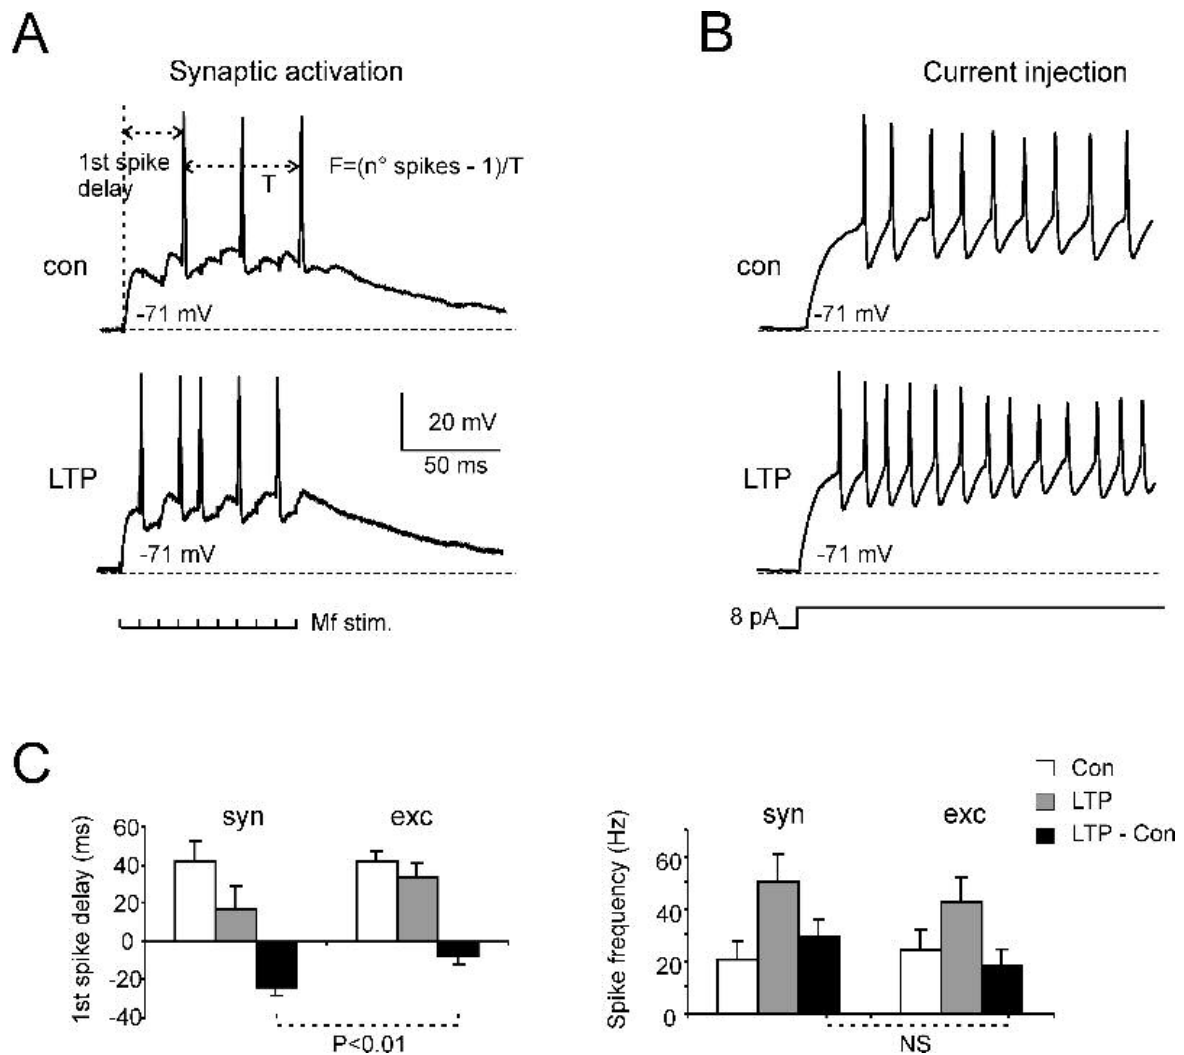 A
B
Synaptic activation
Current injection
1st spike
delay
T
F=(n° spikes - 1)/T
con
con
-71 mV
-71 mV
LTP
20 mV
50 ms
LTP
-71 mV
-71 mV
Mf stim.
8 pA
C
Con
LTP
LTP - Con
syn
exc
1st spike delay (ms)
60
40
20
0
-20
-40
P<0.01
syn
exc
Spike frequency (Hz)
60
40
20
0
NS